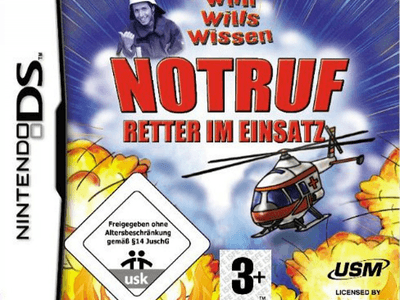 Willi
Wills
Wissen
NOTRUF
RETTER IM EINSATZ
NINTENDO DS
TM
Freigegeben ohne
Altersbeschränkung
gemäß §14 JuSchG
usk
3+
USM
LICENSED BY